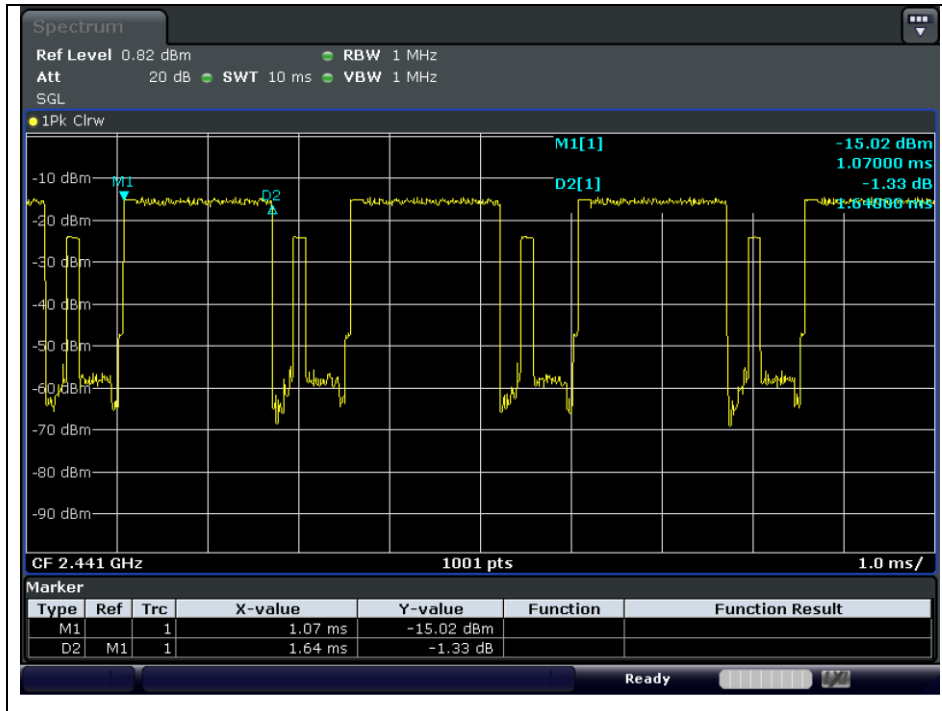 Spectrum
Ref Level 0.82 dBm RBW 1 MHz
Att 20 dB SWT 10 ms VBW 1 MHz
SGL
1Pk Clrw
M1[1] -15.02 dBm
1.07000 ms
D2[1] -1.33 dB
1.64000 ms
M1
D2
-10 dBm
-20 dBm
-30 dBm
-40 dBm
-50 dBm
-60 dBm
-70 dBm
-80 dBm
-90 dBm
CF 2.441 GHz 1001 pts 1.0 ms/
Marker
Type Ref Trc X-value Y-value Function Function Result
M1 1 1.07 ms -15.02 dBm
D2 M1 1 1.64 ms -1.33 dB
Ready